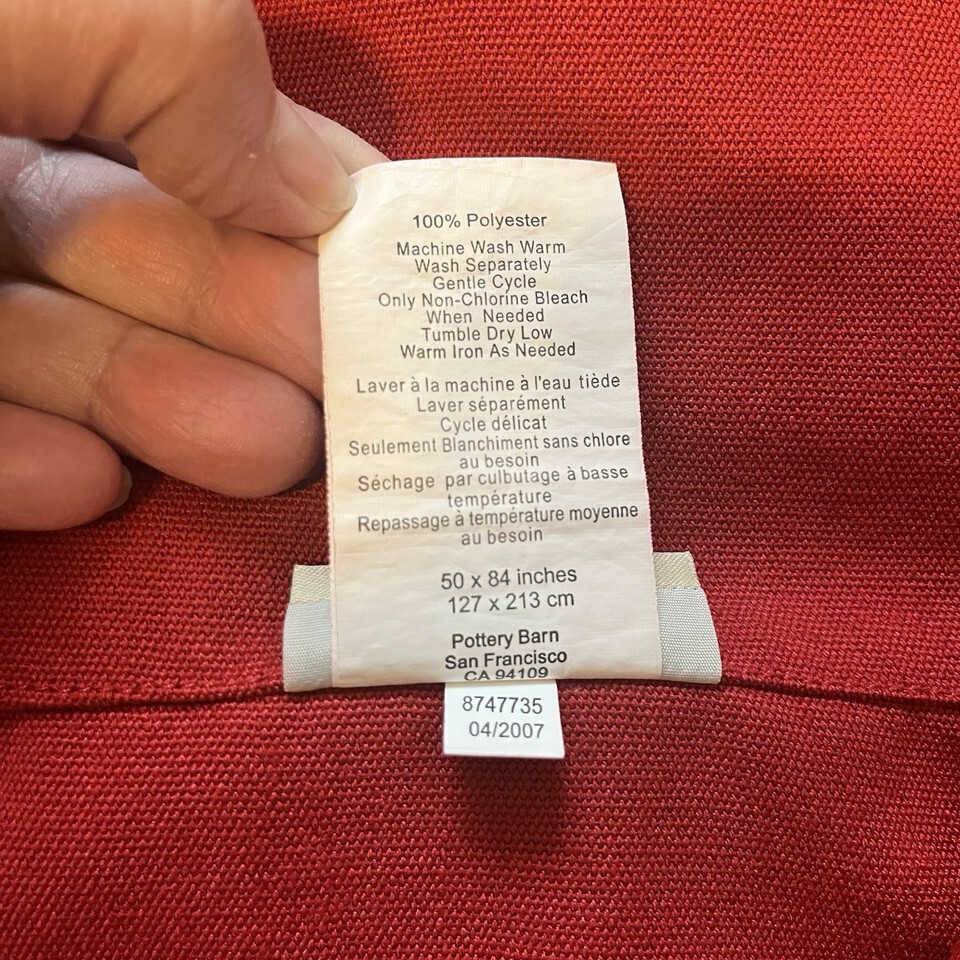 100% Polyester
Machine Wash Warm
Wash Separately
Gentle Cycle
Only Non-Chlorine Bleach
When Needed
Tumble Dry Low
Warm Iron As Needed
Laver à la machine à l'eau tiède
Laver séparément
Cycle délicat
Seulement Blanchiment sans chlore
au besoin
Séchage par culbutage à basse
température
Repassage à température moyenne
au besoin
50 x 84 inches
127 x 213 cm
Pottery Barn
San Francisco
CA 94109
8747735
04/2007